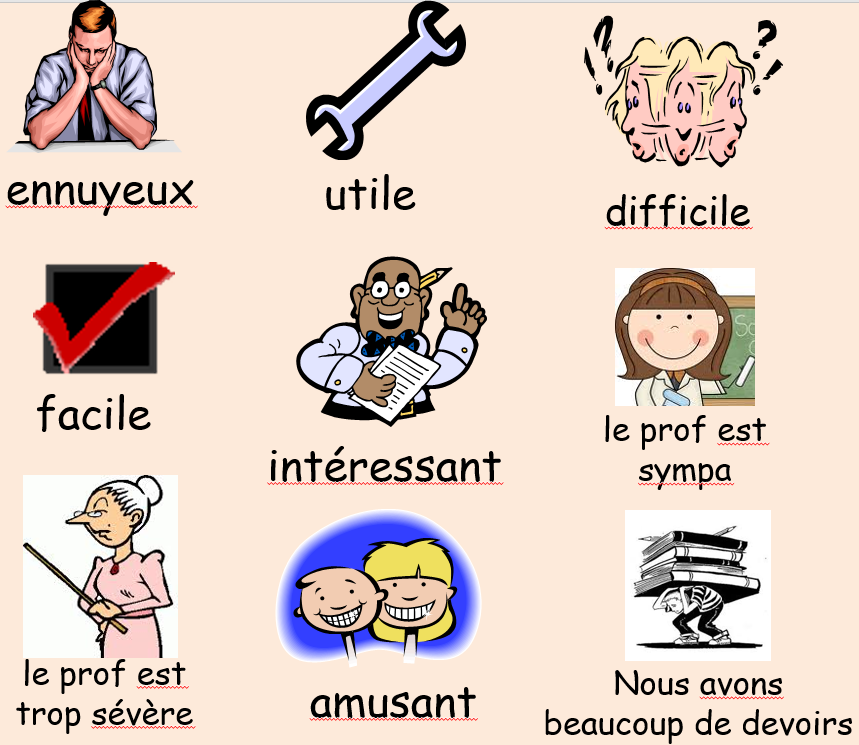 ennuyeux
utile
difficile
facile
intéressant
le prof est
sympa
le prof est
trop sévère
amusant
Nous avons
beaucoup de devoirs